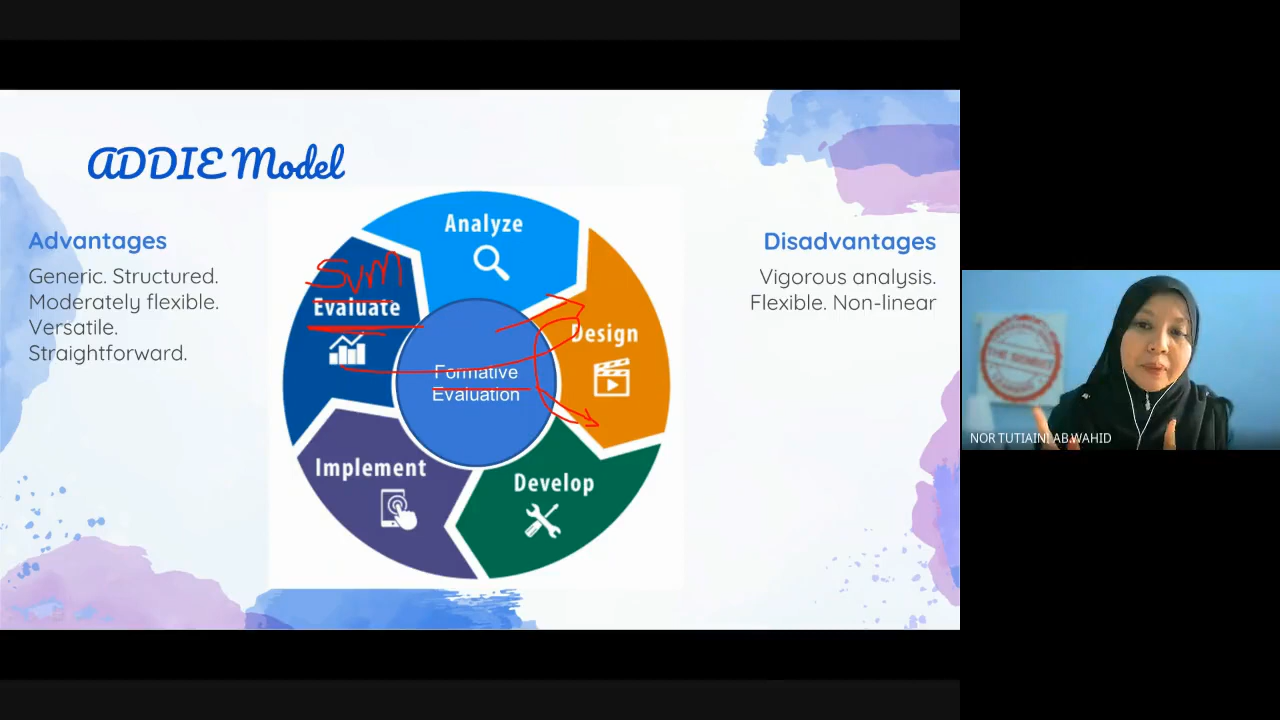 ADDIE Model
Advantages
Generic. Structured.
Moderately flexible.
Versatile.
Straightforward.
Analyze
SUM
Evaluate
Design
Formative
Evaluation
Implement
Develop
Disadvantages
Vigorous analysis.
Flexible. Non-linear
NOR TUTIAINI AB.WAHID